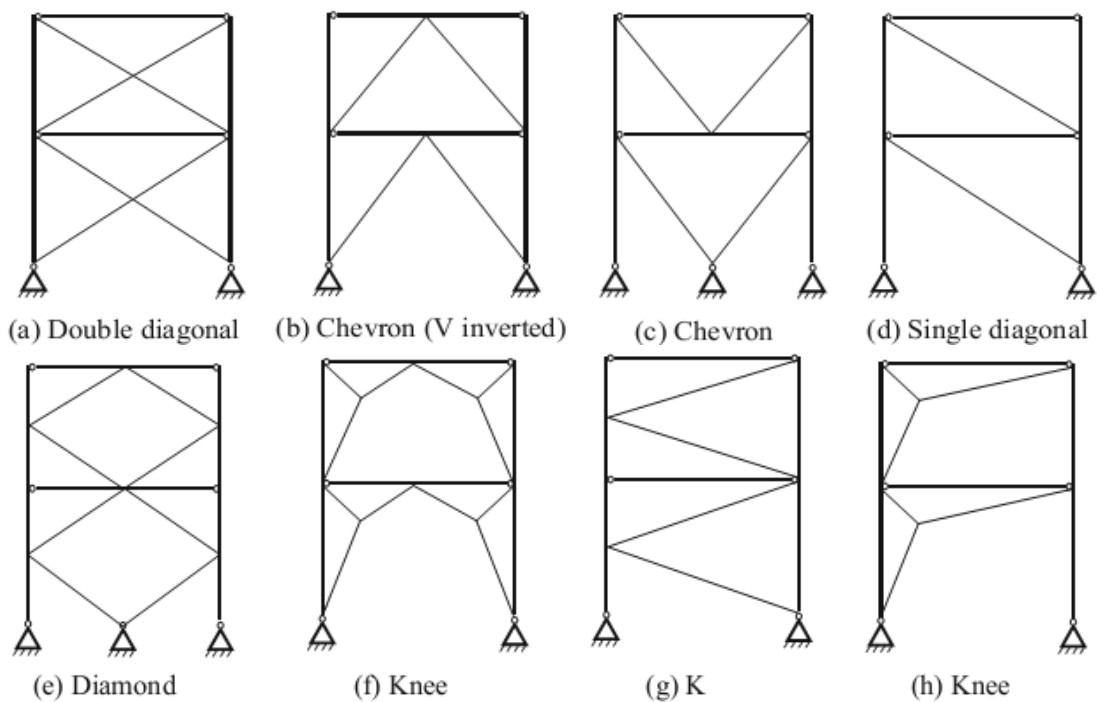 (a) Double diagonal
(b) Chevron (V inverted)
(c) Chevron
(d) Single diagonal
(e) Diamond
(f) Knee
(g) K
(h) Knee